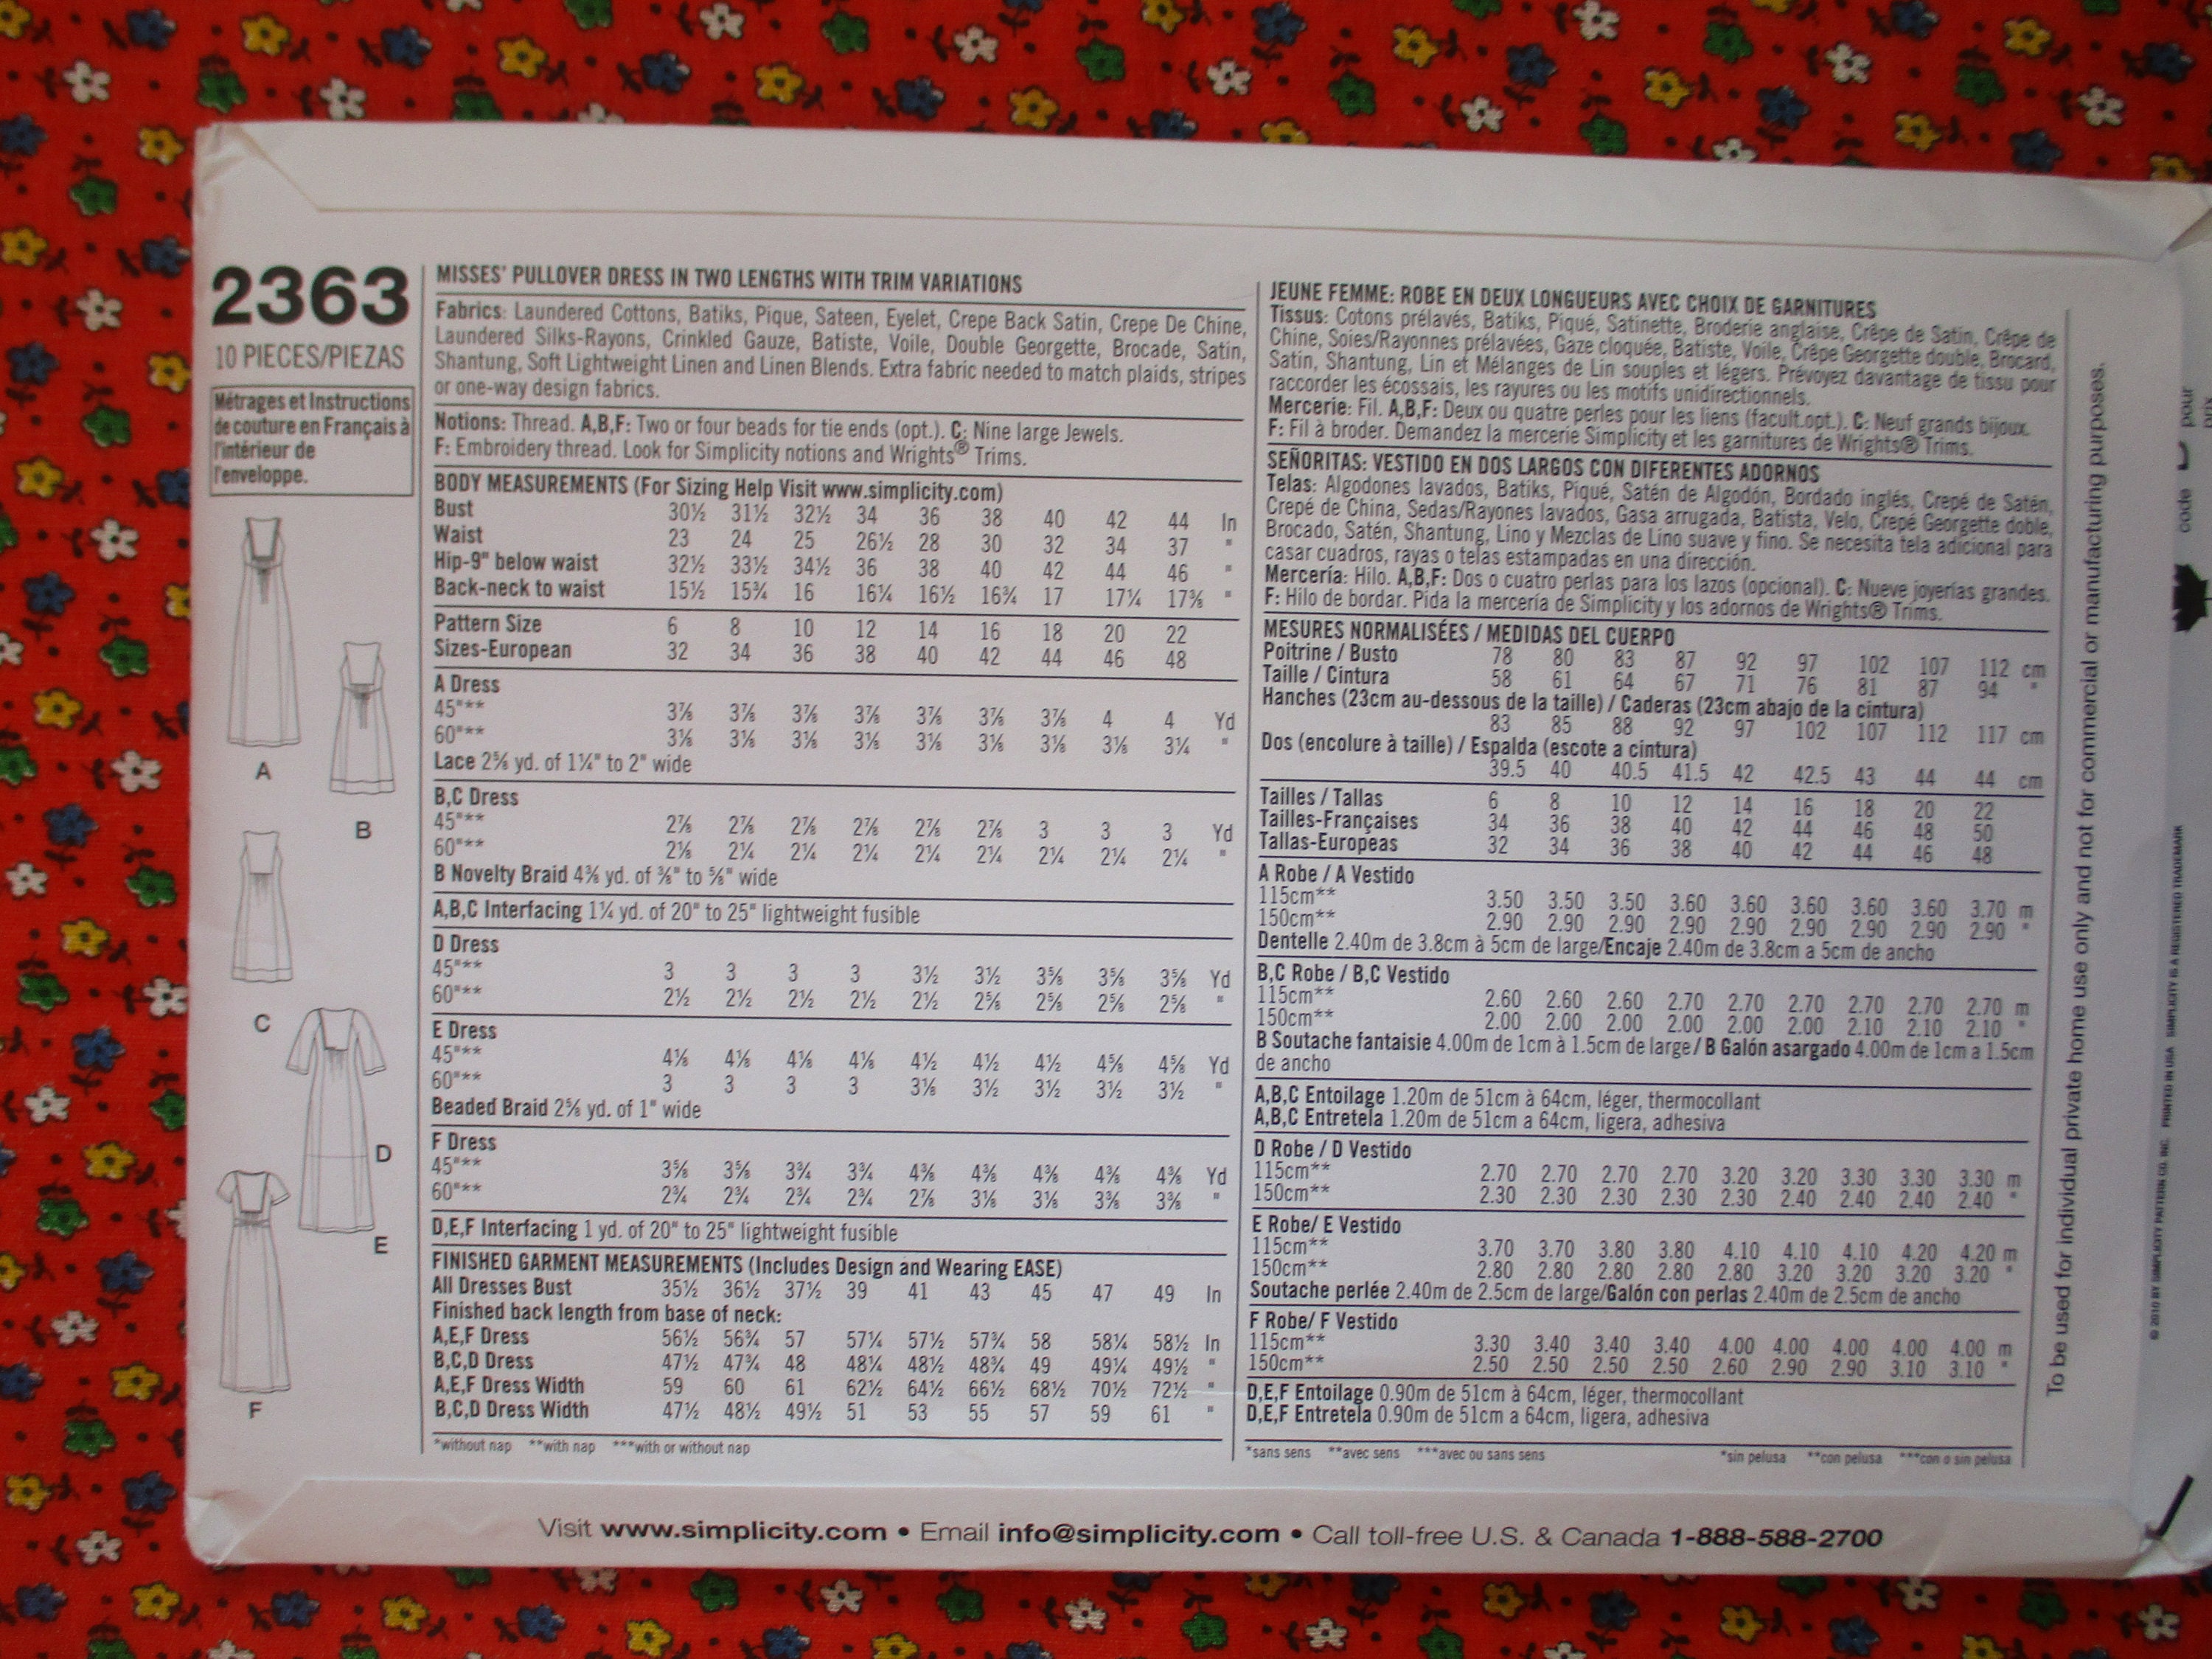 2363
10 PIECES/PIEZAS
Métrages et Instructions
de couture en Français à
l'intérieur de
l'enveloppe.
A
B
C
D
E
F
MISSES' PULLOVER DRESS IN TWO LENGTHS WITH TRIM VARIATIONS
Fabrics: Laundered Cottons, Batiks, Pique, Sateen, Eyelet, Crepe Back Satin, Crepe De Chine,
Laundered Silks-Rayons, Crinkled Gauze, Batiste, Voile, Double Georgette, Brocade, Satin,
Shantung, Soft Lightweight Linen and Linen Blends. Extra fabric needed to match plaids, stripes
or one-way design fabrics.
Notions: Thread. A,B,F: Two or four beads for tie ends (opt.). C: Nine large Jewels.
F: Embroidery thread. Look for Simplicity notions and Wrights® Trims.
BODY MEASUREMENTS (For Sizing Help Visit www.simplicity.com)
Bust 30½ 31½ 32½ 34 36 38 40 42 44 In
Waist 23 24 25 26½ 28 30 32 34 37 "
Hip-9" below waist 32½ 33½ 34½ 36 38 40 42 44 46 "
Back-neck to waist 15½ 15¾ 16 16¼ 16½ 16¾ 17 17¼ 17⅜ "
Pattern Size 6 8 10 12 14 16 18 20 22
Sizes-European 32 34 36 38 40 42 44 46 48
A Dress
45"** 3⅞ 3⅞ 3⅞ 3⅞ 3⅞ 3⅞ 3⅞ 4 4 Yd
60"** 3⅛ 3⅛ 3⅛ 3⅛ 3⅛ 3⅛ 3⅛ 3⅛ 3¼ "
Lace 2⅝ yd. of 1¼" to 2" wide
B,C Dress
45"** 2⅞ 2⅞ 2⅞ 2⅞ 2⅞ 2⅞ 3 3 3 Yd
60"** 2⅛ 2¼ 2¼ 2¼ 2¼ 2¼ 2¼ 2¼ 2¼ "
B Novelty Braid 4⅜ yd. of ⅜" to ⅝" wide
A,B,C Interfacing 1¼ yd. of 20" to 25" lightweight fusible
D Dress
45"** 3 3 3 3 3½ 3½ 3⅝ 3⅝ 3⅝ Yd
60"** 2½ 2½ 2½ 2½ 2½ 2⅝ 2⅝ 2⅝ 2⅝ "
E Dress
45"** 4⅛ 4⅛ 4⅛ 4⅛ 4½ 4½ 4½ 4⅝ 4⅝ Yd
60"** 3 3 3 3 3⅛ 3½ 3½ 3½ 3½ "
Beaded Braid 2⅝ yd. of 1" wide
F Dress
45"** 3⅝ 3⅝ 3¾ 3¾ 4⅜ 4⅜ 4⅜ 4⅜ 4⅜ Yd
60"** 2¾ 2¾ 2¾ 2¾ 2⅞ 3⅛ 3⅛ 3⅜ 3⅜ "
D,E,F Interfacing 1 yd. of 20" to 25" lightweight fusible
FINISHED GARMENT MEASUREMENTS (Includes Design and Wearing EASE)
All Dresses Bust 35½ 36½ 37½ 39 41 43 45 47 49 In
Finished back length from base of neck:
A,E,F Dress 56½ 56¾ 57 57¼ 57½ 57¾ 58 58¼ 58½ In
B,C,D Dress 47½ 47¾ 48 48¼ 48½ 48¾ 49 49¼ 49½ "
A,E,F Dress Width 59 60 61 62½ 64½ 66½ 68½ 70½ 72½ "
B,C,D Dress Width 47½ 48½ 49½ 51 53 55 57 59 61 "
*without nap **with nap ***with or without nap
JEUNE FEMME: ROBE EN DEUX LONGUEURS AVEC CHOIX DE GARNITURES
Tissus: Cotons prélavés, Batiks, Piqué, Satinette, Broderie anglaise, Crêpe de Satin, Crêpe de
Chine, Soies/Rayonnes prélavées, Gaze cloquée, Batiste, Voile, Crêpe Georgette double, Brocard,
Satin, Shantung, Lin et Mélanges de Lin souples et légers. Prévoyez davantage de tissu pour
raccorder les écossais, les rayures ou les motifs unidirectionnels.
Mercerie: Fil. A,B,F: Deux ou quatre perles pour les liens (facult.opt.). C: Neuf grands bijoux.
F: Fil à broder. Demandez la mercerie Simplicity et les garnitures de Wrights® Trims.
SEÑORITAS: VESTIDO EN DOS LARGOS CON DIFERENTES ADORNOS
Telas: Algodones lavados, Batiks, Piqué, Satén de Algodón, Bordado inglés, Crepé de Satén,
Crepé de China, Sedas/Rayones lavados, Gasa arrugada, Batista, Velo, Crepé Georgette doble,
Brocado, Satén, Shantung, Lino y Mezclas de Lino suave y fino. Se necesita tela adicional para
casar cuadros, rayas o telas estampadas en una dirección.
Mercería: Hilo. A,B,F: Dos o cuatro perlas para los lazos (opcional). C: Nueve joyerías grandes.
F: Hilo de bordar. Pida la mercería de Simplicity y los adornos de Wrights® Trims.
MESURES NORMALISÉES / MEDIDAS DEL CUERPO
Poitrine / Busto 78 80 83 87 92 97 102 107 112 cm
Taille / Cintura 58 61 64 67 71 76 81 87 94 "
Hanches (23cm au-dessous de la taille) / Caderas (23cm abajo de la cintura)
83 85 88 92 97 102 107 112 117 cm
Dos (encolure à taille) / Espalda (escote a cintura)
39.5 40 40.5 41.5 42 42.5 43 44 44 cm
Tailles / Tallas 6 8 10 12 14 16 18 20 22
Tailles-Françaises 34 36 38 40 42 44 46 48 50
Tallas-Europeas 32 34 36 38 40 42 44 46 48
A Robe / A Vestido
115cm** 3.50 3.50 3.50 3.60 3.60 3.60 3.60 3.60 3.70 m
150cm** 2.90 2.90 2.90 2.90 2.90 2.90 2.90 2.90 2.90 "
Dentelle 2.40m de 3.8cm à 5cm de large/Encaje 2.40m de 3.8cm a 5cm de ancho
B,C Robe / B,C Vestido
115cm** 2.60 2.60 2.60 2.70 2.70 2.70 2.70 2.70 2.70 m
150cm** 2.00 2.00 2.00 2.00 2.00 2.00 2.10 2.10 2.10 "
B Soutache fantaisie 4.00m de 1cm à 1.5cm de large/ B Galón asargado 4.00m de 1cm a 1.5cm
de ancho
A,B,C Entoilage 1.20m de 51cm à 64cm, léger, thermocollant
A,B,C Entretela 1.20m de 51cm a 64cm, ligera, adhesiva
D Robe / D Vestido
115cm** 2.70 2.70 2.70 2.70 3.20 3.20 3.30 3.30 3.30 m
150cm** 2.30 2.30 2.30 2.30 2.30 2.40 2.40 2.40 2.40 "
E Robe/ E Vestido
115cm** 3.70 3.70 3.80 3.80 4.10 4.10 4.10 4.20 4.20 m
150cm** 2.80 2.80 2.80 2.80 2.80 3.20 3.20 3.20 3.20 "
Soutache perlée 2.40m de 2.5cm de large/Galón con perlas 2.40m de 2.5cm de ancho
F Robe/ F Vestido
115cm** 3.30 3.40 3.40 3.40 4.00 4.00 4.00 4.00 4.00 m
150cm** 2.50 2.50 2.50 2.50 2.60 2.90 2.90 3.10 3.10 "
D,E,F Entoilage 0.90m de 51cm à 64cm, léger, thermocollant
D,E,F Entretela 0.90m de 51cm a 64cm, ligera, adhesiva
*sans sens **avec sens ***avec ou sans sens *sin pelusa **con pelusa ***con o sin pelusa
To be used for individual private home use only and not for commercial or manufacturing purposes.
© 2010 BY SIMPLICITY PATTERN CO. INC. PRINTED IN USA SIMPLICITY IS A REGISTERED TRADEMARK
code
pour
Visit www.simplicity.com • Email info@simplicity.com • Call toll-free U.S. & Canada 1-888-588-2700